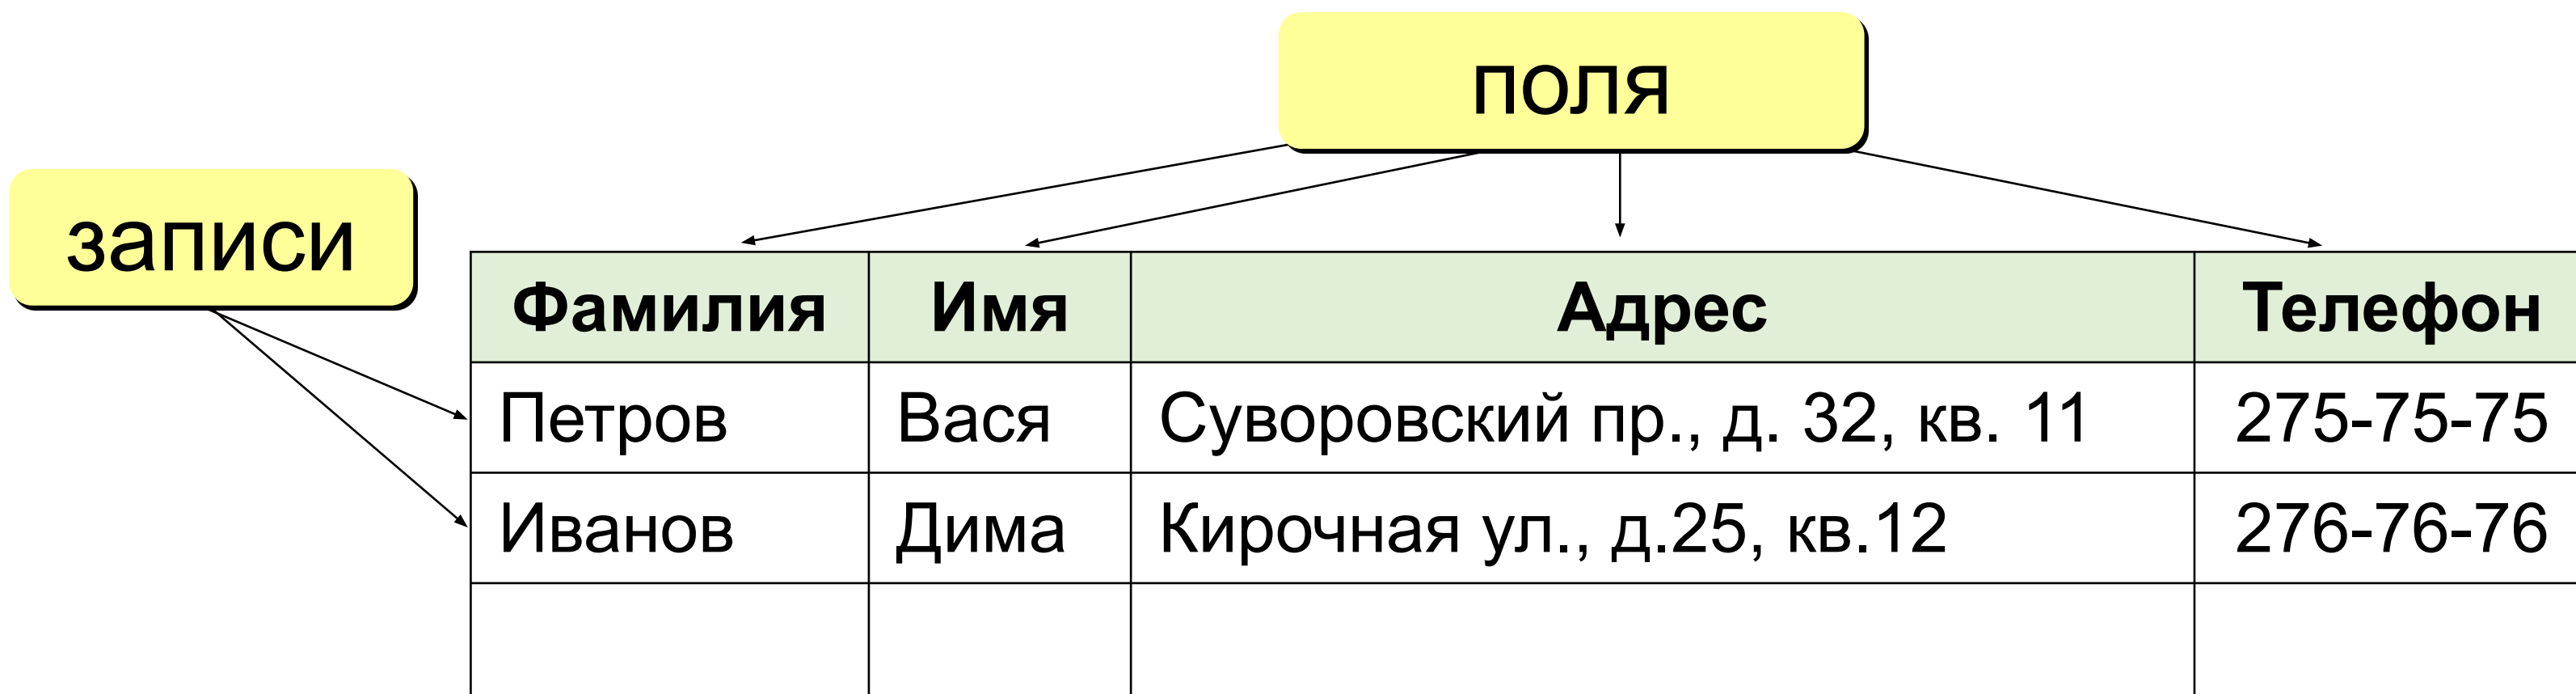 поля
записи
Фамилия Имя Адрес Телефон
Петров Вася Суворовский пр., д. 32, кв. 11 275-75-75
Иванов Дима Кирочная ул., д.25, кв.12 276-76-76